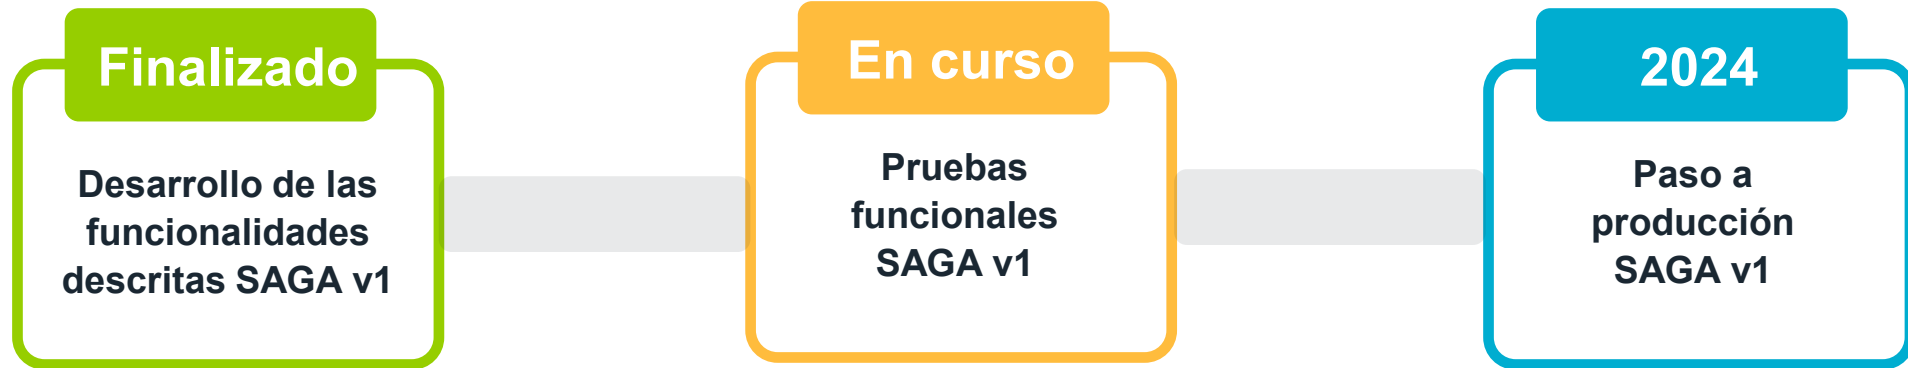 Finalizado
Desarrollo de las
funcionalidades
descritas SAGA v1
En curso
Pruebas
funcionales
SAGA v1
2024
Paso a
producción
SAGA v1